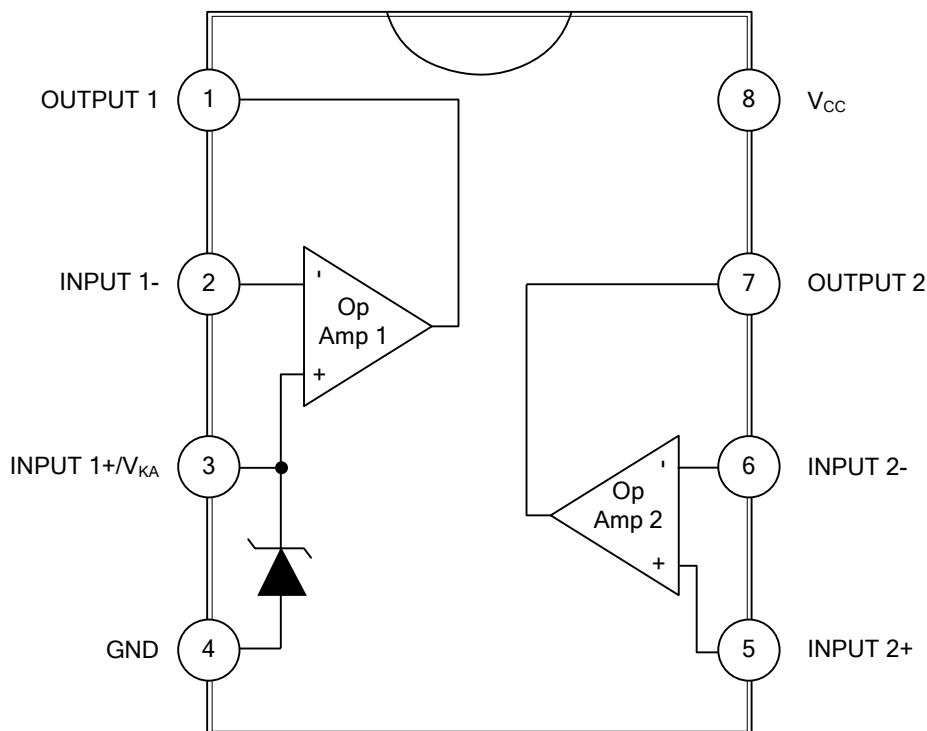 OUTPUT 1
1
8
VCC
INPUT 1-
2
-
Op
Amp 1
+
7
OUTPUT 2
INPUT 1+/VKA
3
-
Op
Amp 2
+
6
INPUT 2-
GND
4
5
INPUT 2+